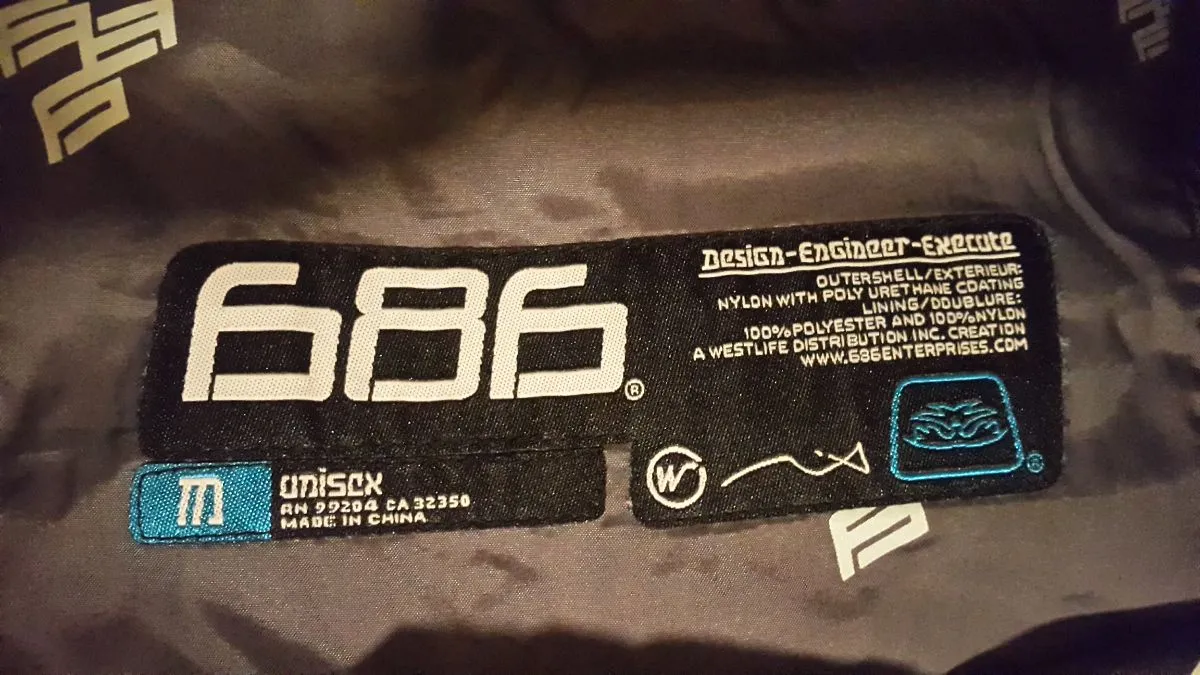 686®
Design-Engineer-Execute
OUTERSHELL/EXTERIEUR:
NYLON WITH POLY URETHANE COATING
LINING/DOUBLURE:
100% POLYESTER AND 100% NYLON
A WESTLIFE DISTRIBUTION INC. CREATION
WWW.686ENTERPRISES.COM
M
unisex
RN 99204 CA 32350
MADE IN CHINA
W
®